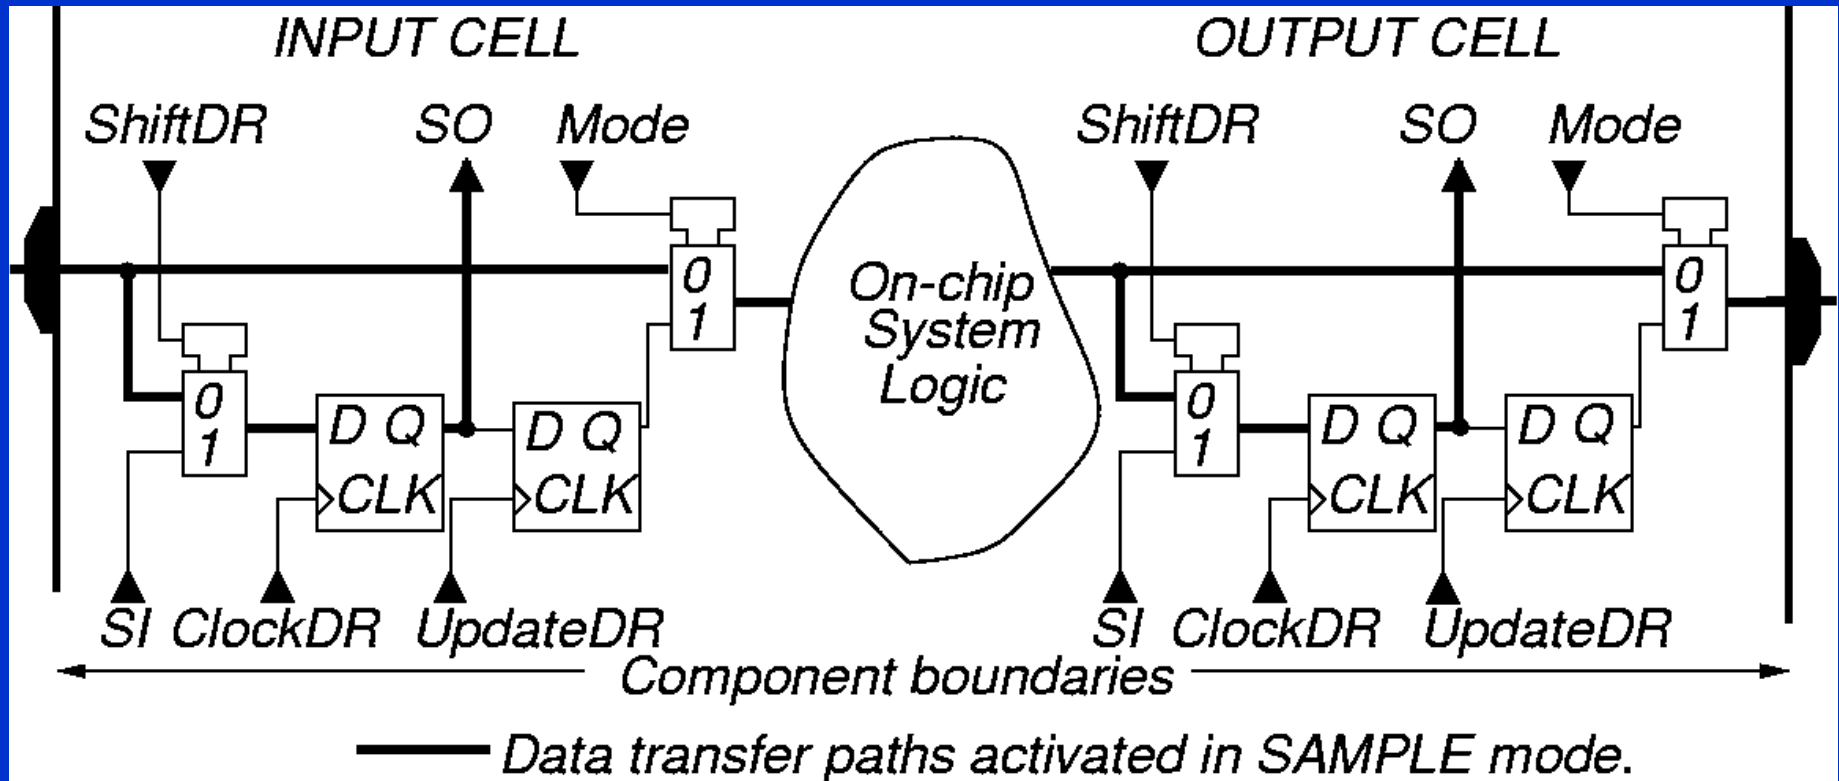 INPUT CELL
OUTPUT CELL
ShiftDR
SO
Mode
ShiftDR
SO
Mode
0
1
On-chip
System
Logic
0
1
0
1
D Q
CLK
D Q
CLK
0
1
D Q
CLK
D Q
CLK
SI
ClockDR
UpdateDR
SI
ClockDR
UpdateDR
Component boundaries
Data transfer paths activated in SAMPLE mode.